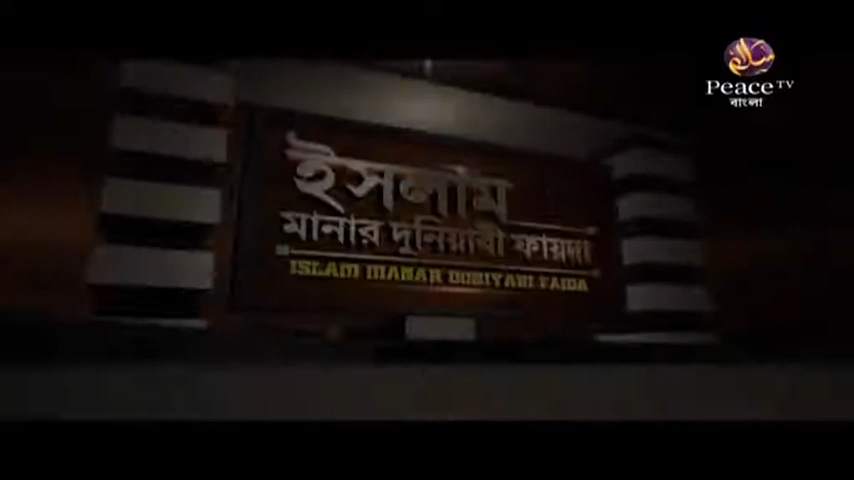 Peace TV
বাংলা
ইসলাম
মানার দুনিয়াবী ফায়দা
ISLAM MANAR DUNIYABI FAIDA